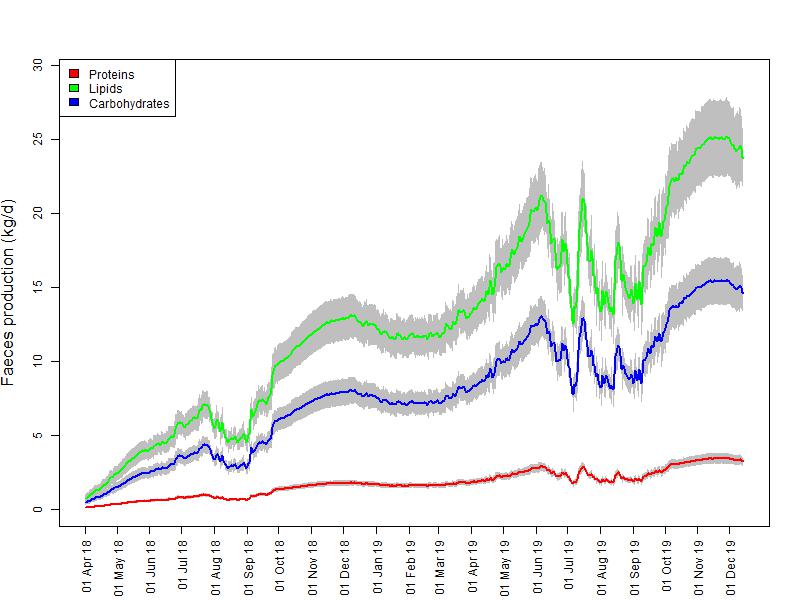 Faeces production (kg/d)
30
25
20
15
10
5
0
Proteins
Lipids
Carbohydrates
01 Apr 18
01 May 18
01 Jun 18
01 Jul 18
01 Aug 18
01 Sep 18
01 Oct 18
01 Nov 18
01 Dec 18
01 Jan 19
01 Feb 19
01 Mar 19
01 Apr 19
01 May 19
01 Jun 19
01 Jul 19
01 Aug 19
01 Sep 19
01 Oct 19
01 Nov 19
01 Dec 19